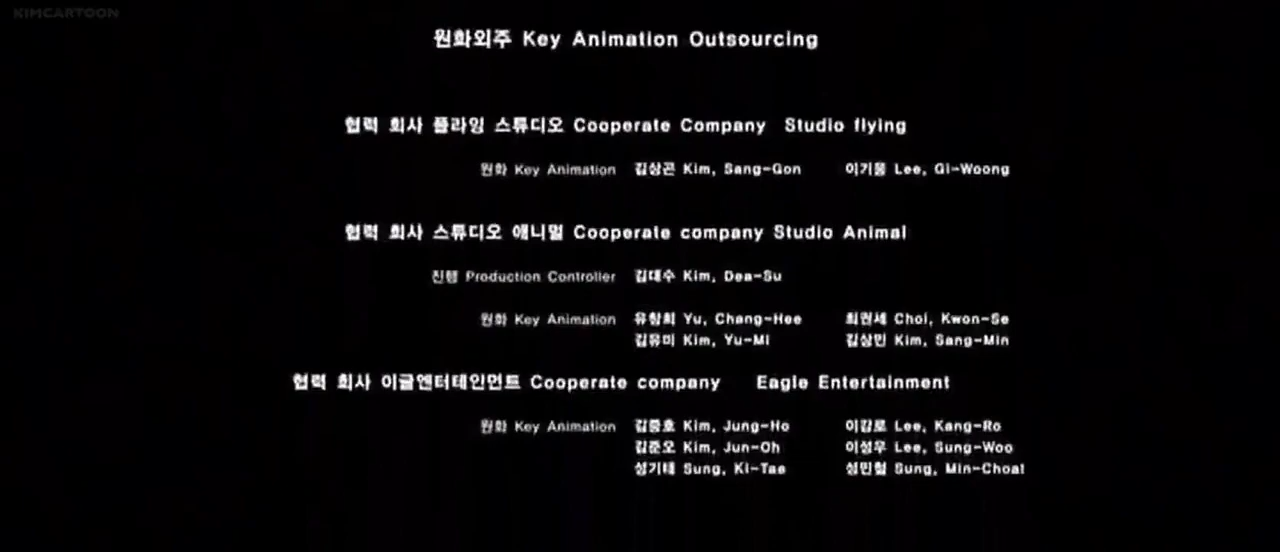 KIMCARTOON
원화외주 Key Animation Outsourcing
협력 회사 플라잉 스튜디오 Cooperate Company Studio flying
원화 Key Animation 김상곤 Kim, Sang-Gon 이기웅 Lee, Gi-Woong
협력 회사 스튜디오 애니멀 Cooperate company Studio Animal
진행 Production Controller 김대수 Kim, Dea-Su
원화 Key Animation 유창희 Yu, Chang-Hee 최권세 Choi, Kwon-Se
김유미 Kim, Yu-Mi 김상민 Kim, Sang-Min
협력 회사 이글엔터테인먼트 Cooperate company Eagle Entertainment
원화 Key Animation 김중호 Kim, Jung-Ho 이강로 Lee, Kang-Ro
김준오 Kim, Jun-Oh 이성우 Lee, Sung-Woo
성기태 Sung, Ki-Tae 성민철 Sung, Min-Choal